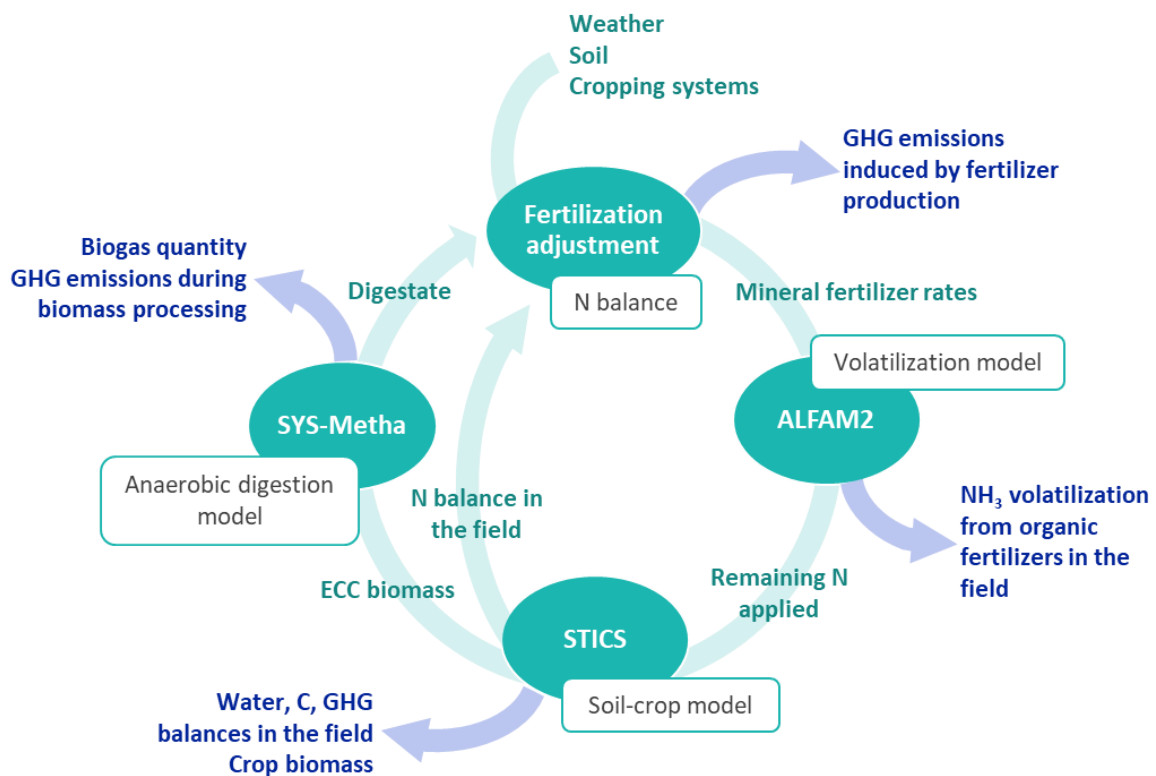 Weather
Soil
Cropping systems
GHG emissions
induced by fertilizer
production
Fertilization
adjustment
N balance
Biogas quantity
GHG emissions during
biomass processing
Digestate
Mineral fertilizer rates
Volatilization model
SYS-Metha
ALFAM2
Anaerobic digestion
model
N balance in
the field
NH₃ volatilization
from organic
fertilizers in the
field
ECC biomass
Remaining N
applied
STICS
Soil-crop model
Water, C, GHG
balances in the field
Crop biomass